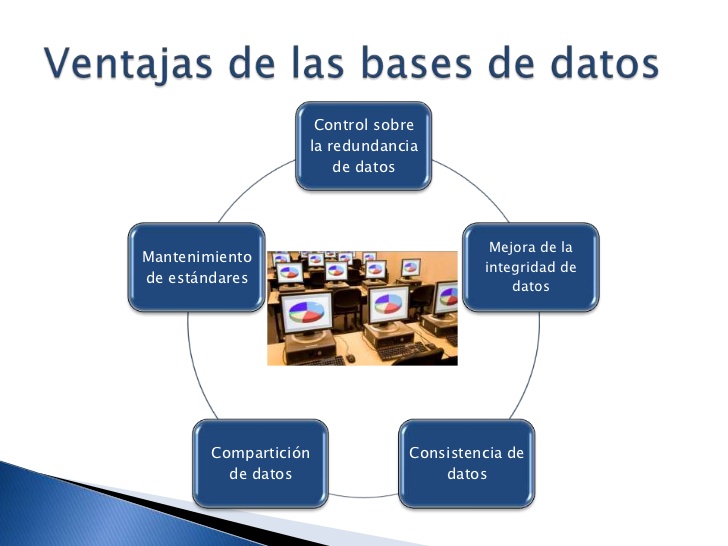 Ventajas de las bases de datos
Control sobre
la redundancia
de datos
Mejora de la
integridad de
datos
Consistencia de
datos
Compartición
de datos
Mantenimiento
de estándares